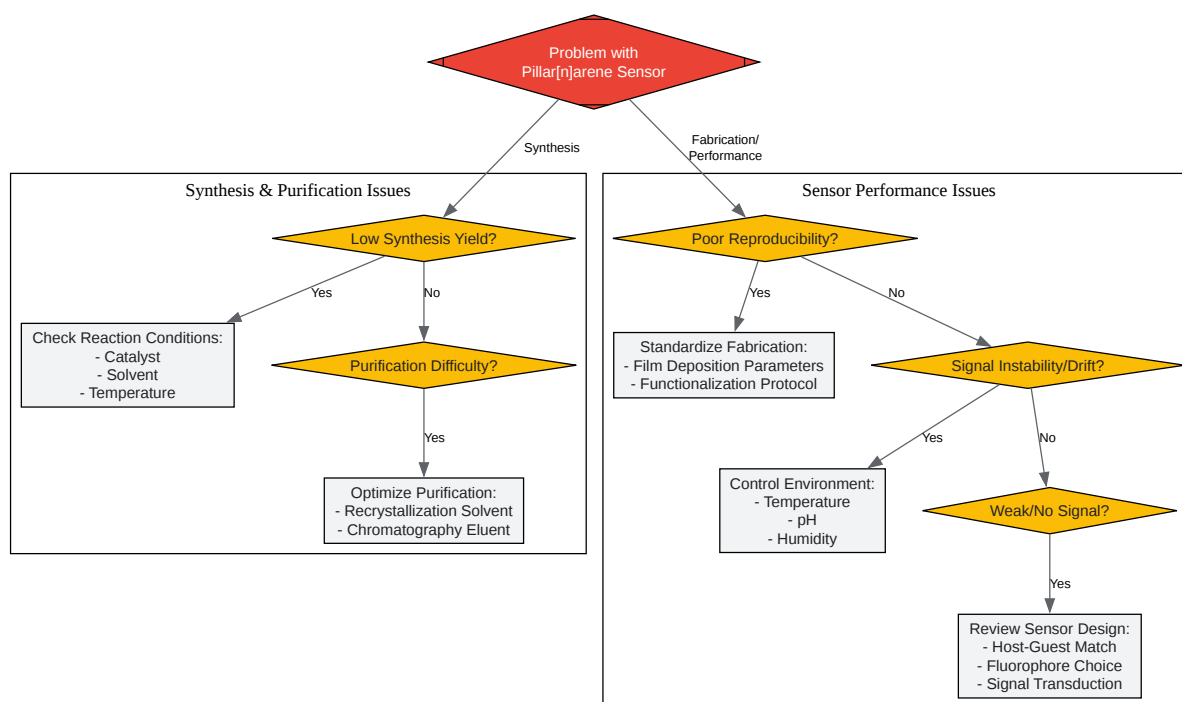 Problem with
Pillar[n]arene Sensor
Synthesis
Fabrication/
Performance
Synthesis & Purification Issues
Low Synthesis Yield?
Yes
No
Check Reaction Conditions:
- Catalyst
- Solvent
- Temperature
Purification Difficulty?
Yes
Optimize Purification:
- Recrystallization Solvent
- Chromatography Eluent
Sensor Performance Issues
Poor Reproducibility?
Yes
No
Standardize Fabrication:
- Film Deposition Parameters
- Functionalization Protocol
Signal Instability/Drift?
Yes
No
Control Environment:
- Temperature
- pH
- Humidity
Weak/No Signal?
Yes
Review Sensor Design:
- Host-Guest Match
- Fluorophore Choice
- Signal Transduction